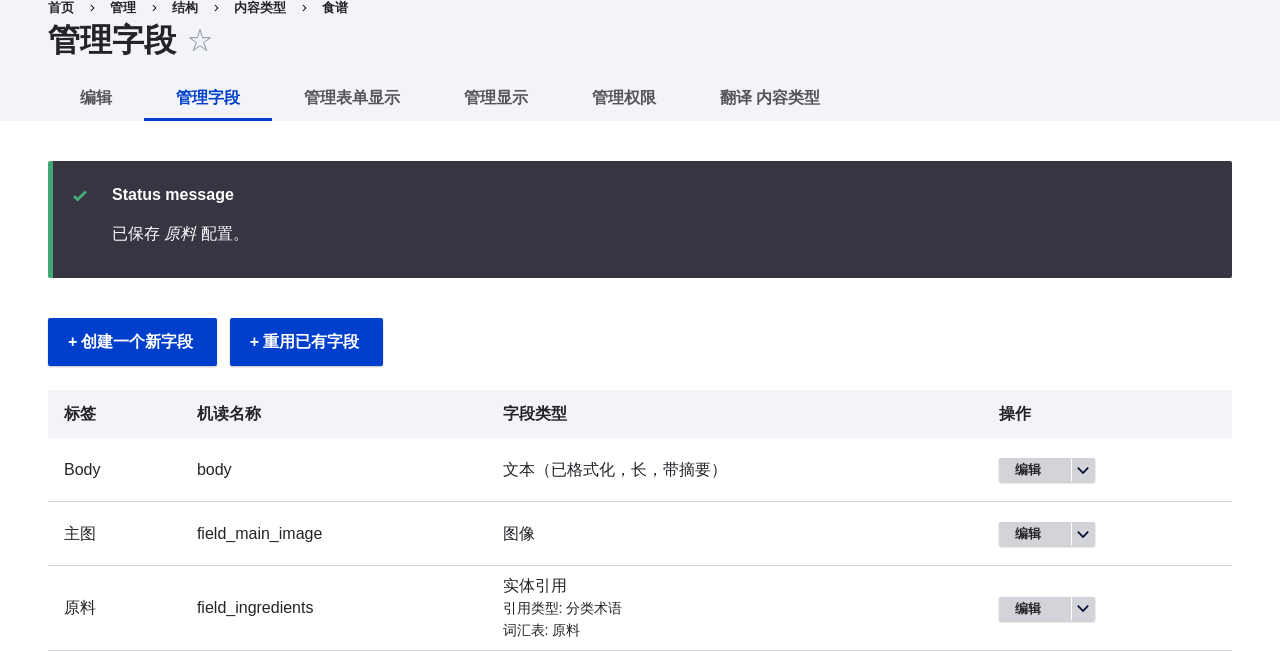 首页 › 管理 › 结构 › 内容类型 › 食谱
管理字段 ☆
编辑 管理字段 管理表单显示 管理显示 管理权限 翻译 内容类型
Status message
已保存 原料 配置。
+ 创建一个新字段 + 重用已有字段
标签 机读名称 字段类型 操作
Body body 文本（已格式化，长，带摘要） 编辑
主图 field_main_image 图像 编辑
原料 field_ingredients 实体引用 编辑
引用类型: 分类术语
词汇表: 原料